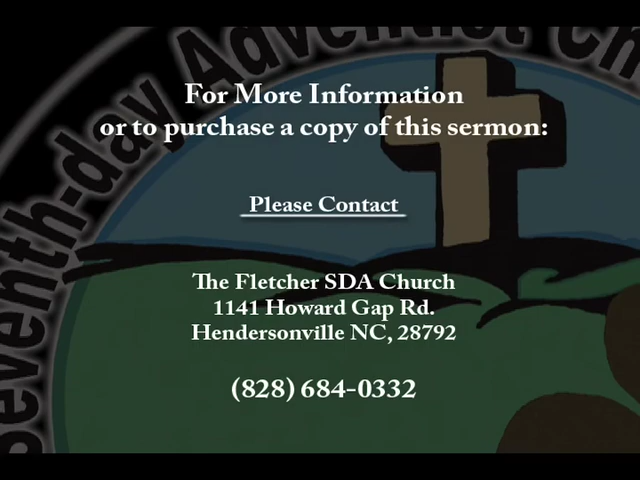 Seventh-day Adventist Ch
For More Information
or to purchase a copy of this sermon:
Please Contact
The Fletcher SDA Church
1141 Howard Gap Rd.
Hendersonville NC, 28792
(828) 684-0332